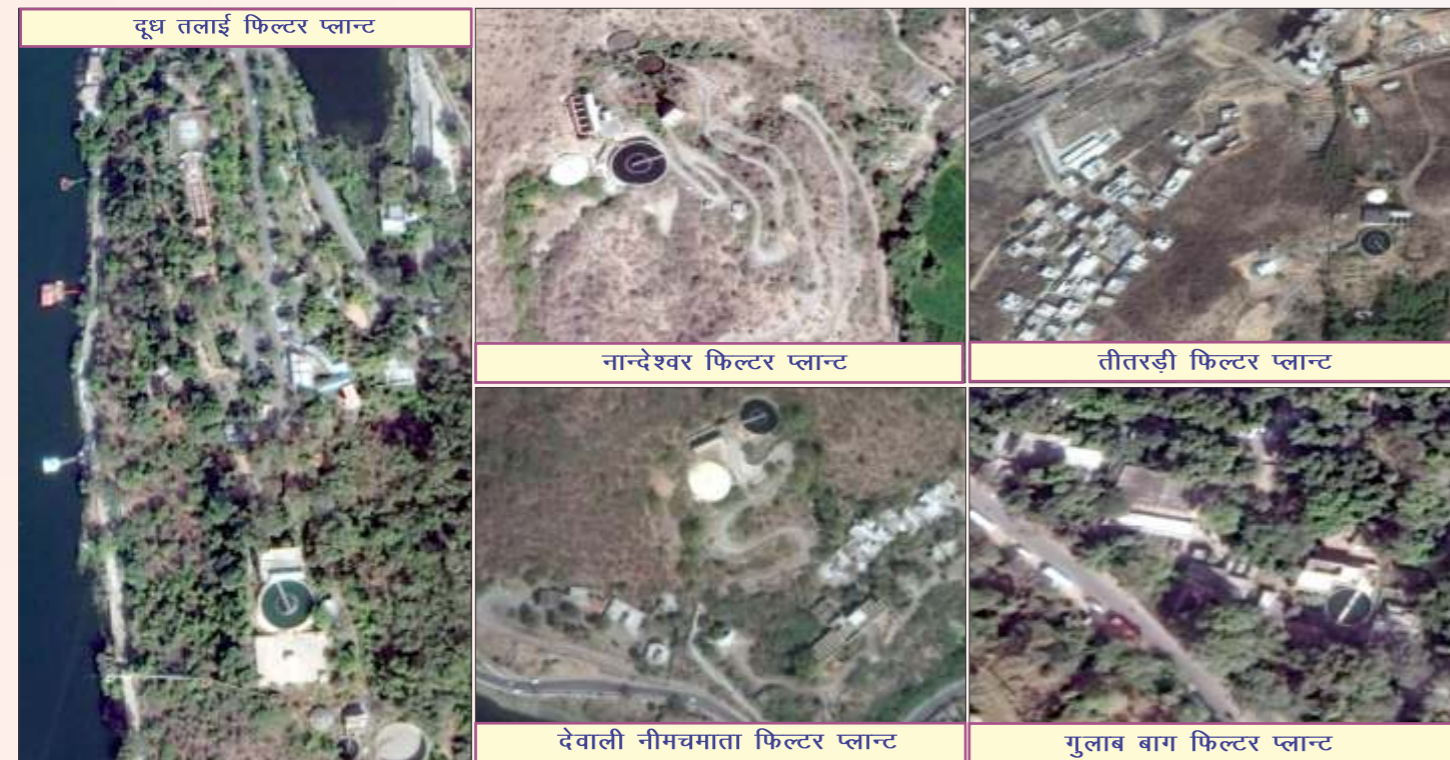 दूध तलाई फिल्टर प्लान्ट
नान्देश्वर फिल्टर प्लान्ट
तीतरड़ी फिल्टर प्लान्ट
देवाली नीमचमाता फिल्टर प्लान्ट
गुलाब बाग फिल्टर प्लान्ट